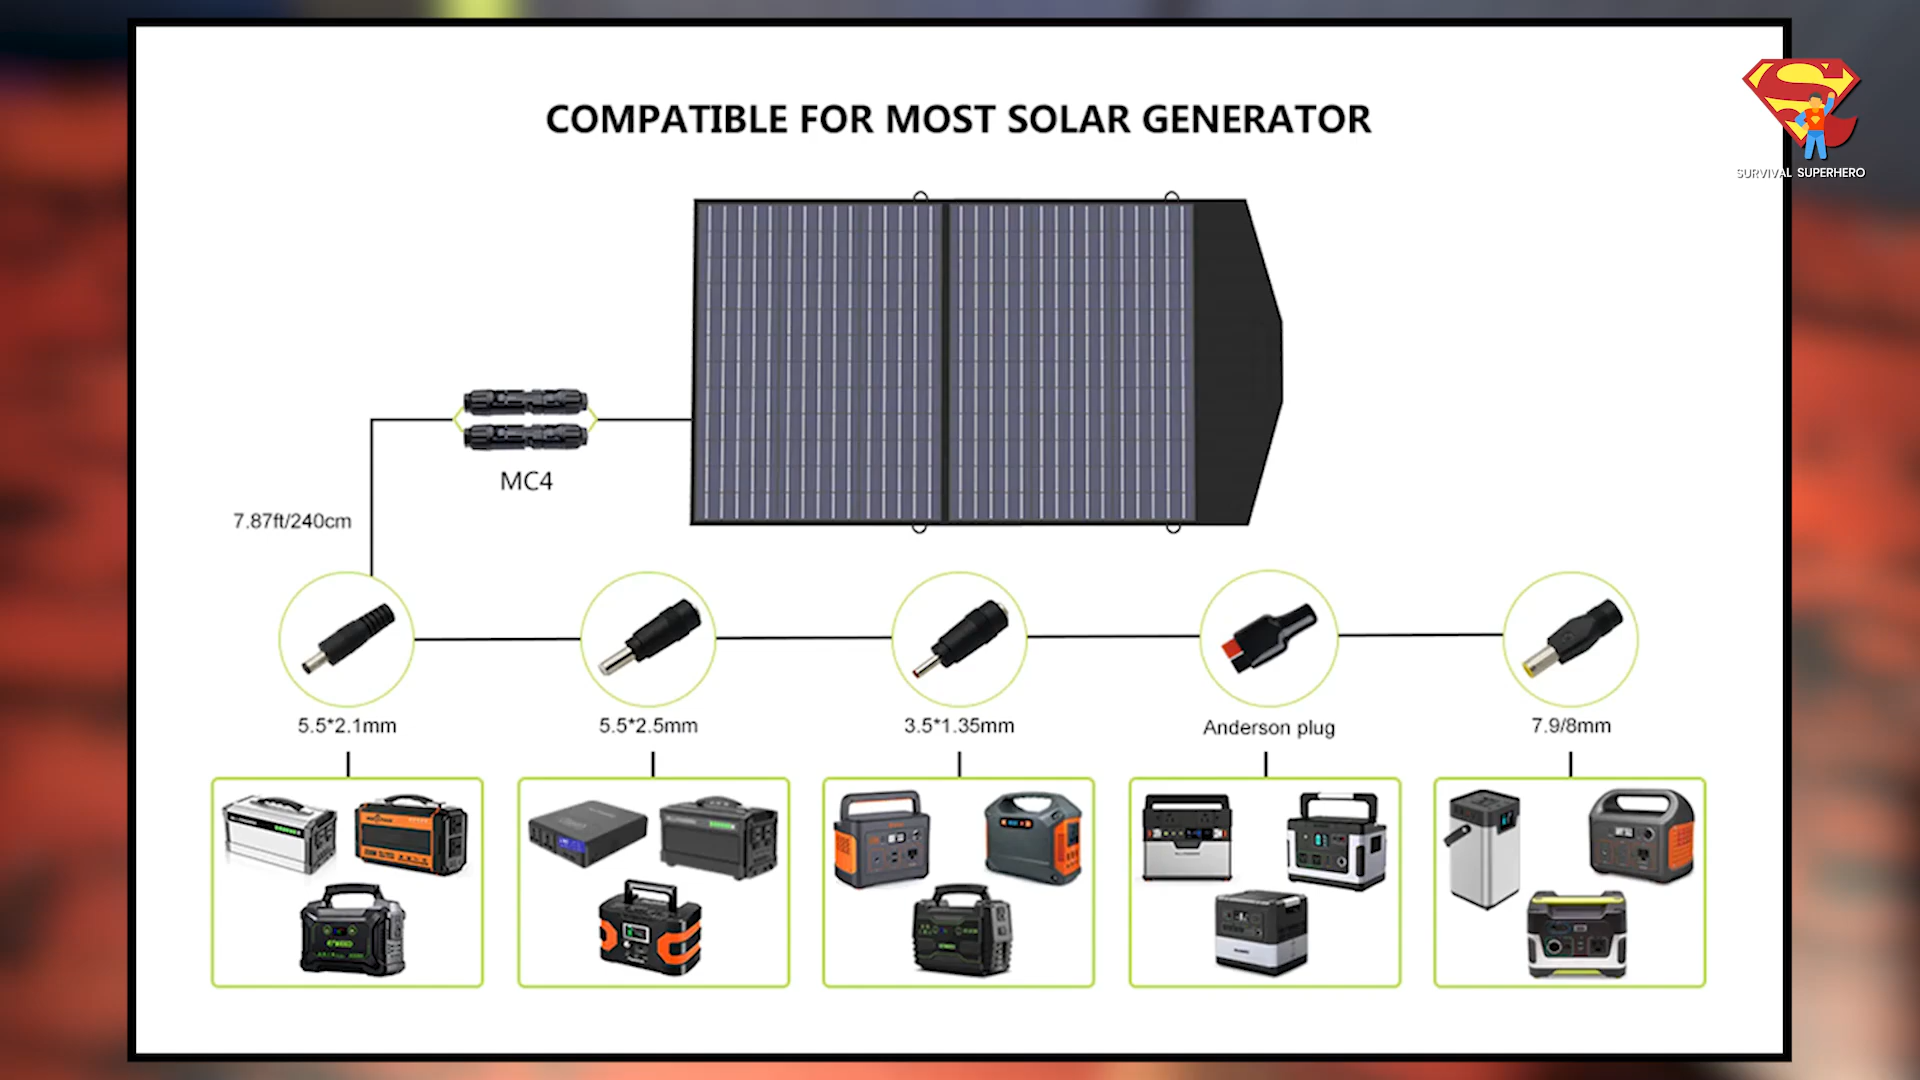 COMPATIBLE FOR MOST SOLAR GENERATOR
SURVIVAL SUPERHERO
MC4
7.87ft/240cm
5.5*2.1mm
5.5*2.5mm
3.5*1.35mm
Anderson plug
7.9/8mm